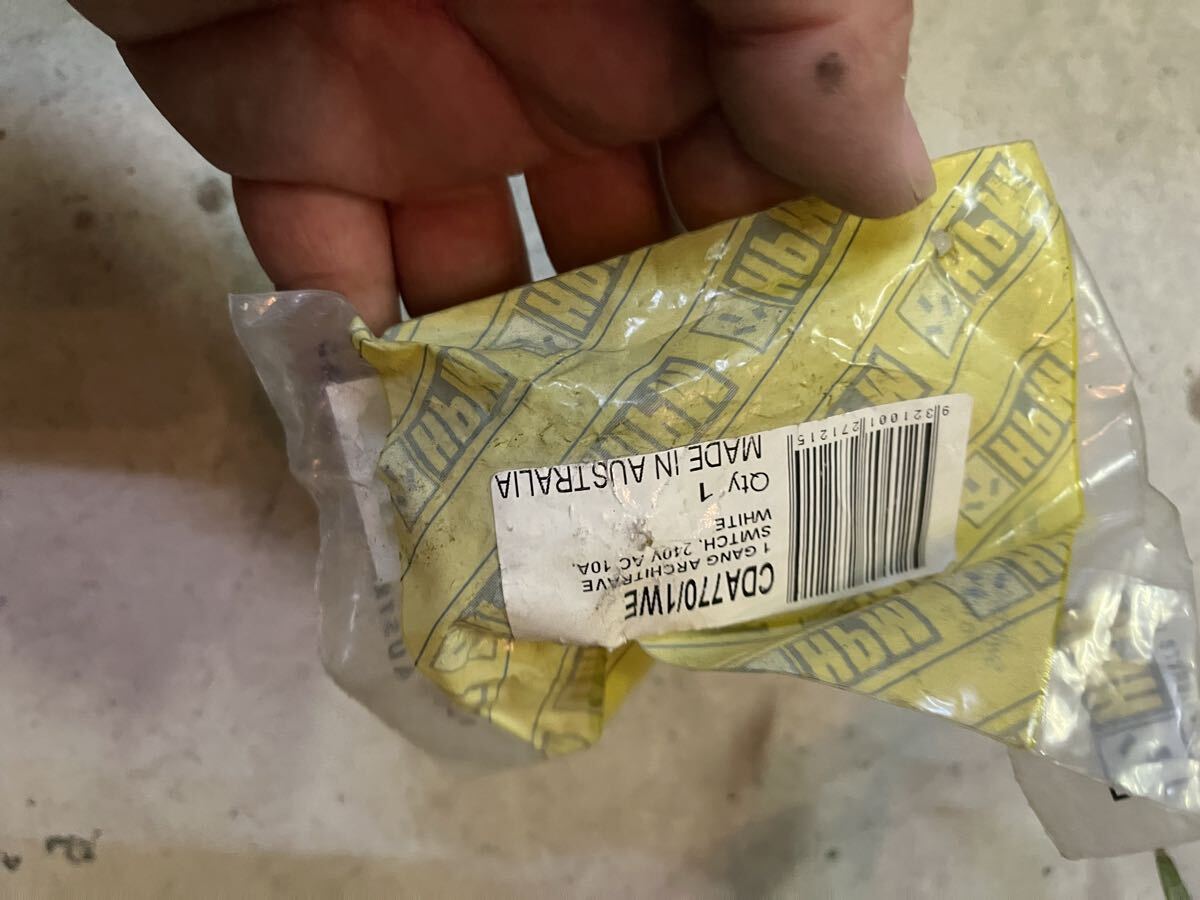 CDA770/1WE
1 GANG ARCHITRAVE
SWITCH, 240V AC 10A,
WHITE
Qty 1
MADE IN AUSTRALIA
9321001271215
HPM